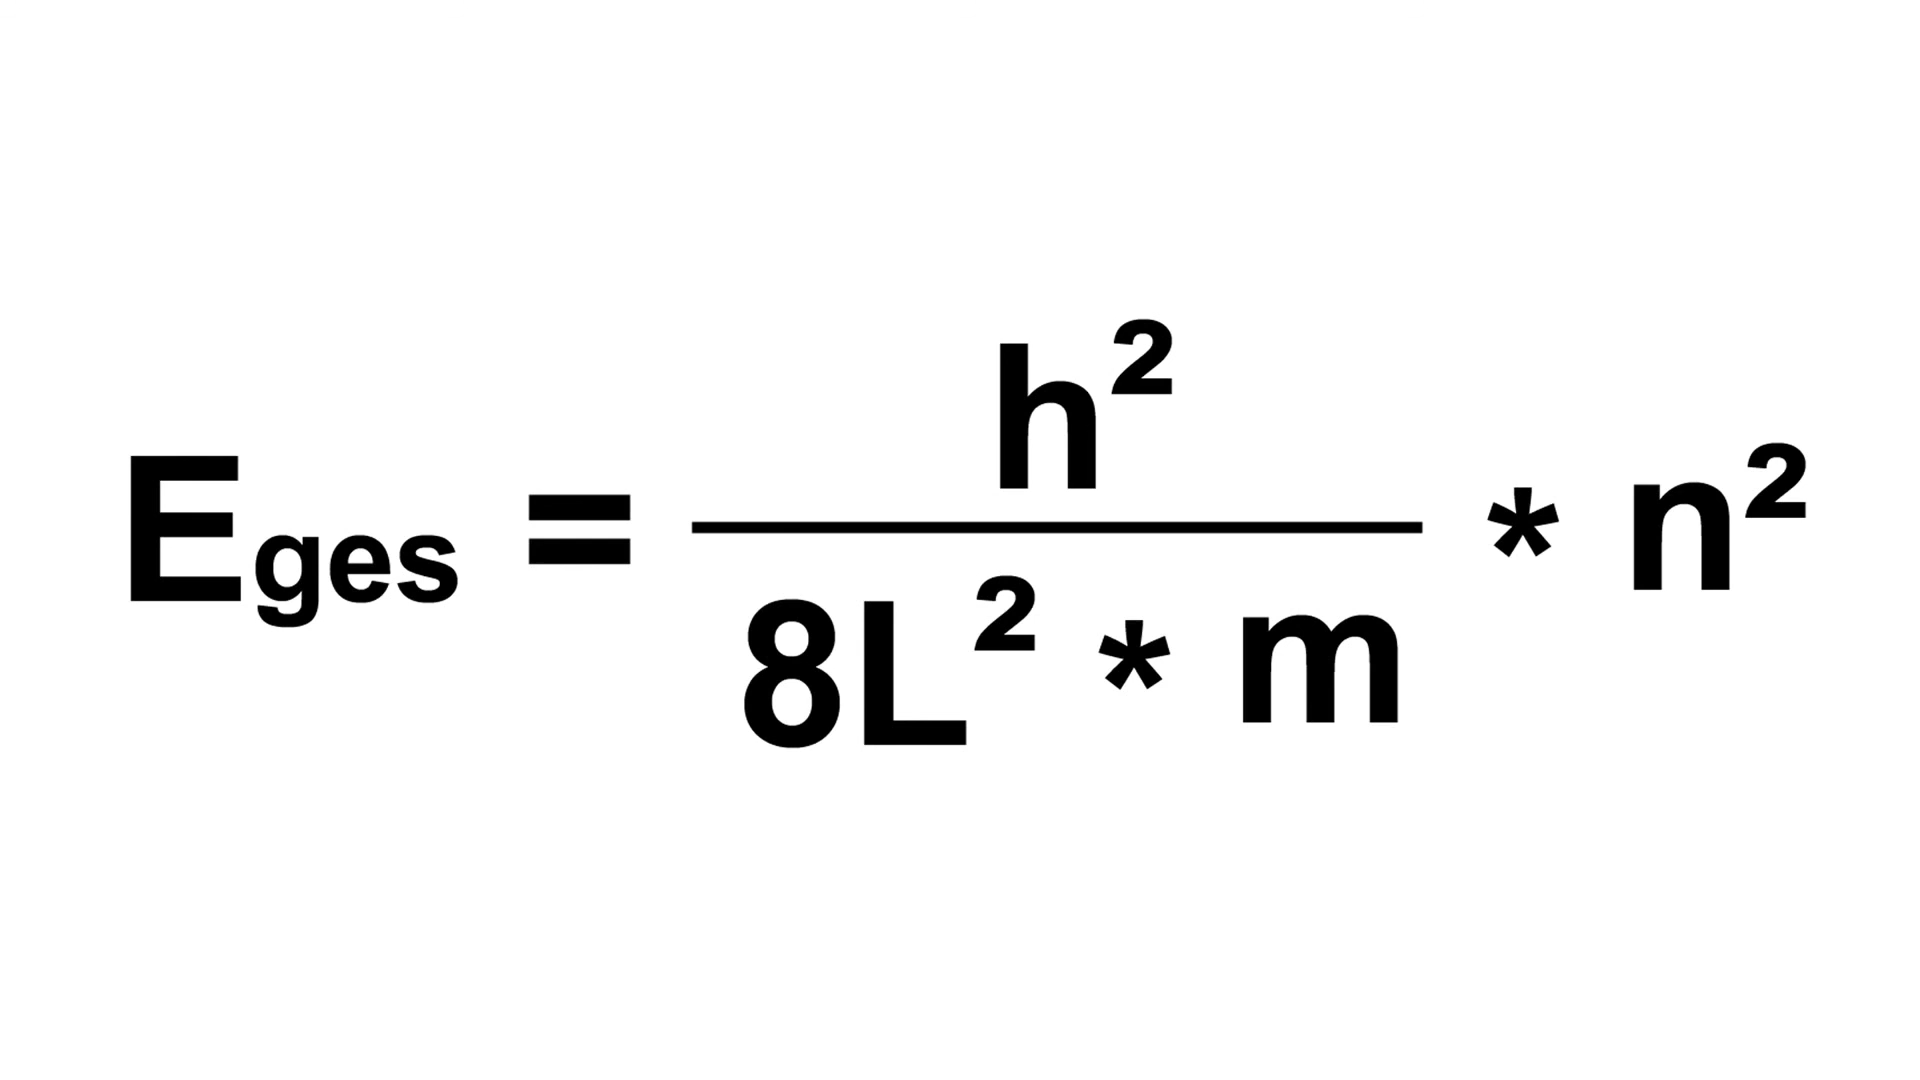 h²
Eges =  
* n²
8L² * m